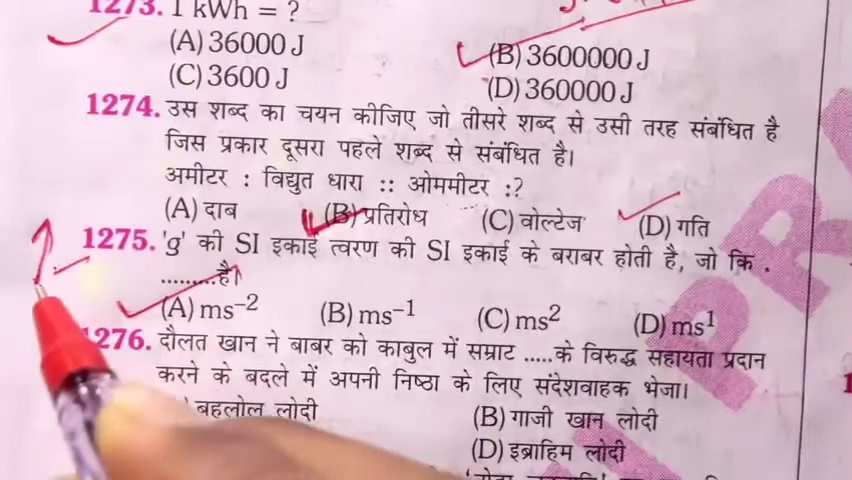 1273. 1 kWh = ?
(A) 36000 J (B) 3600000 J
(C) 3600 J (D) 360000 J
1274. उस शब्द का चयन कीजिए जो तीसरे शब्द से उसी तरह संबंधित है
जिस प्रकार दूसरा पहले शब्द से संबंधित है।
अमीटर : विद्युत धारा :: ओममीटर :?
(A) दाब (B) प्रतिरोध (C) वोल्टेज (D) गति
1275. 'g' की SI इकाई त्वरण की SI इकाई के बराबर होती है, जो कि .
.........है।
(A) ms⁻² (B) ms⁻¹ (C) ms² (D) ms¹
1276. दौलत खान ने बाबर को काबुल में सम्राट .....के विरुद्ध सहायता प्रदान
करने के बदले में अपनी निष्ठा के लिए संदेशवाहक भेजा।
बहलोल लोदी (B) गाजी खान लोदी
(D) इब्राहिम लोदी